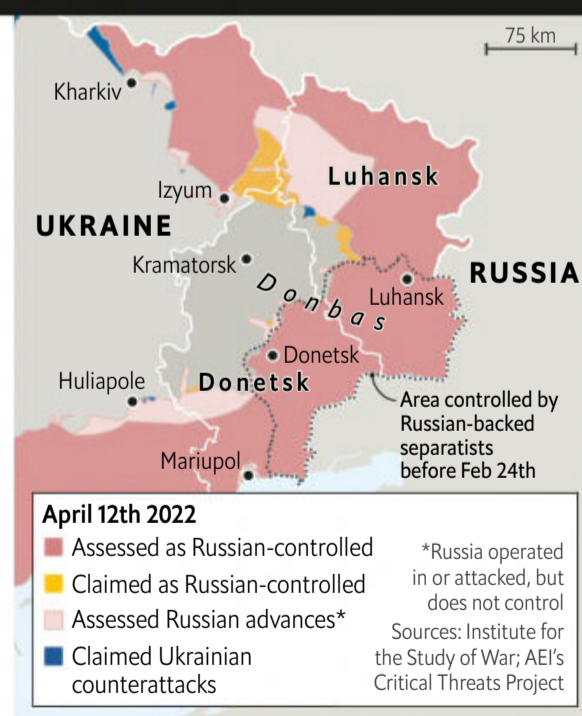 75 km
Kharkiv
Luhansk
Izyum
UKRAINE
Kramatorsk
RUSSIA
Donbas
Luhansk
Donetsk
Huliapole
Donetsk
Area controlled by
Russian-backed
separatists
before Feb 24th
Mariupol
April 12th 2022
Assessed as Russian-controlled
Claimed as Russian-controlled
Assessed Russian advances*
Claimed Ukrainian
counterattacks
*Russia operated
in or attacked, but
does not control
Sources: Institute for
the Study of War; AEI’s
Critical Threats Project